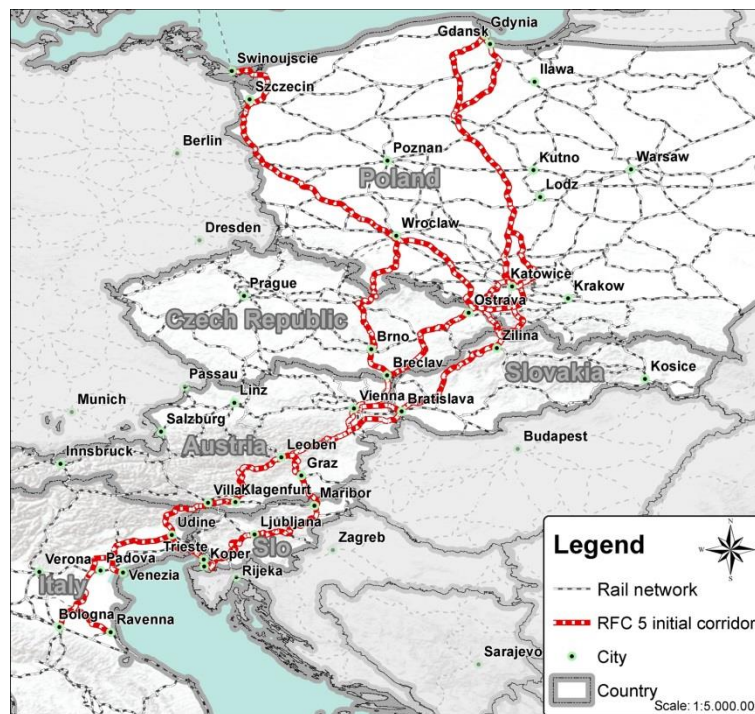 Gdynia
Gdansk
Swinoujscie
Ilawa
Szczecin
Berlin
Poznan
Kutno
Warsaw
Poland
Lodz
Dresden
Wroclaw
Katowice
Prague
Krakow
Ostrava
Czech Republic
Brno
Zilina
Breclav
Slovakia
Kosice
Passau
Linz
Vienna
Bratislava
Munich
Salzburg
Austria
Leoben
Budapest
Innsbruck
Graz
Villa
Klagenfurt
Maribor
Udine
Ljubljana
Trieste
Slo
Zagreb
Verona
Padova
Koper
Venezia
Rijeka
Italy
Bologna
Ravenna
Sarajevo
Legend
N
W
E
S
Rail network
RFC 5 initial corridor
City
Country
Scale: 1:5.000.00